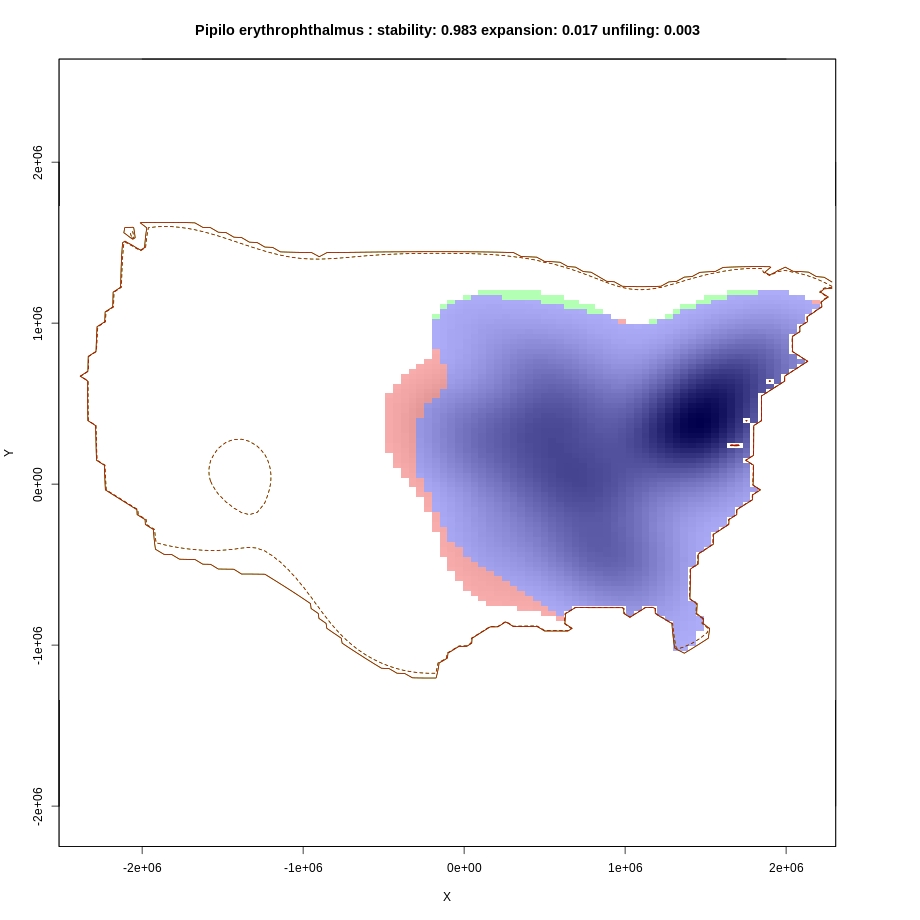 Pipilo erythrophthalmus : stability: 0.983 expansion: 0.017 unfiling: 0.003
2e+06
1e+06
0e+00
-1e+06
-2e+06
Y
-2e+06 -1e+06 0e+00 1e+06 2e+06
X